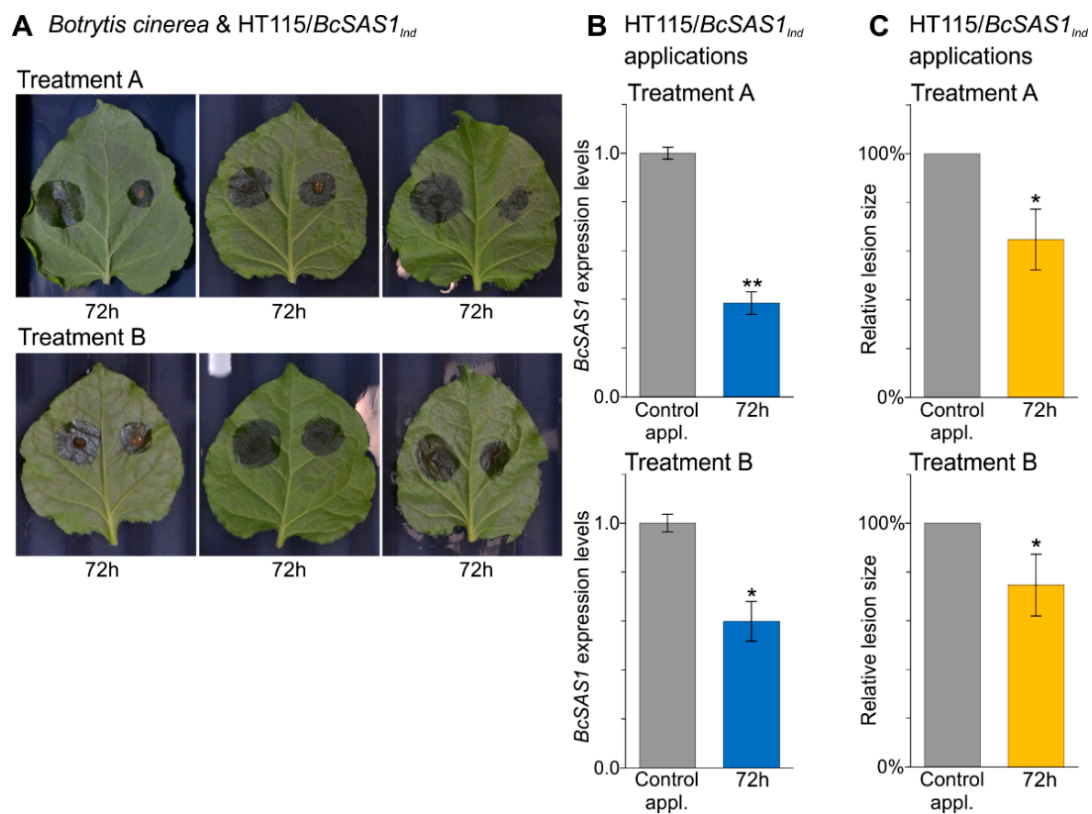 A Botrytis cinerea & HT115/BcSAS1Ind
Treatment A
72h 72h 72h
Treatment B
72h 72h 72h
B HT115/BcSAS1Ind
applications
Treatment A
BcSAS1 expression levels
1.0
**
0.0
Control
appl.
72h
Treatment B
BcSAS1 expression levels
1.0
*
0.0
Control
appl.
72h
C HT115/BcSAS1Ind
applications
Treatment A
Relative lesion size
100%
*
0%
Control
appl.
72h
Treatment B
Relative lesion size
100%
*
0%
Control
appl.
72h